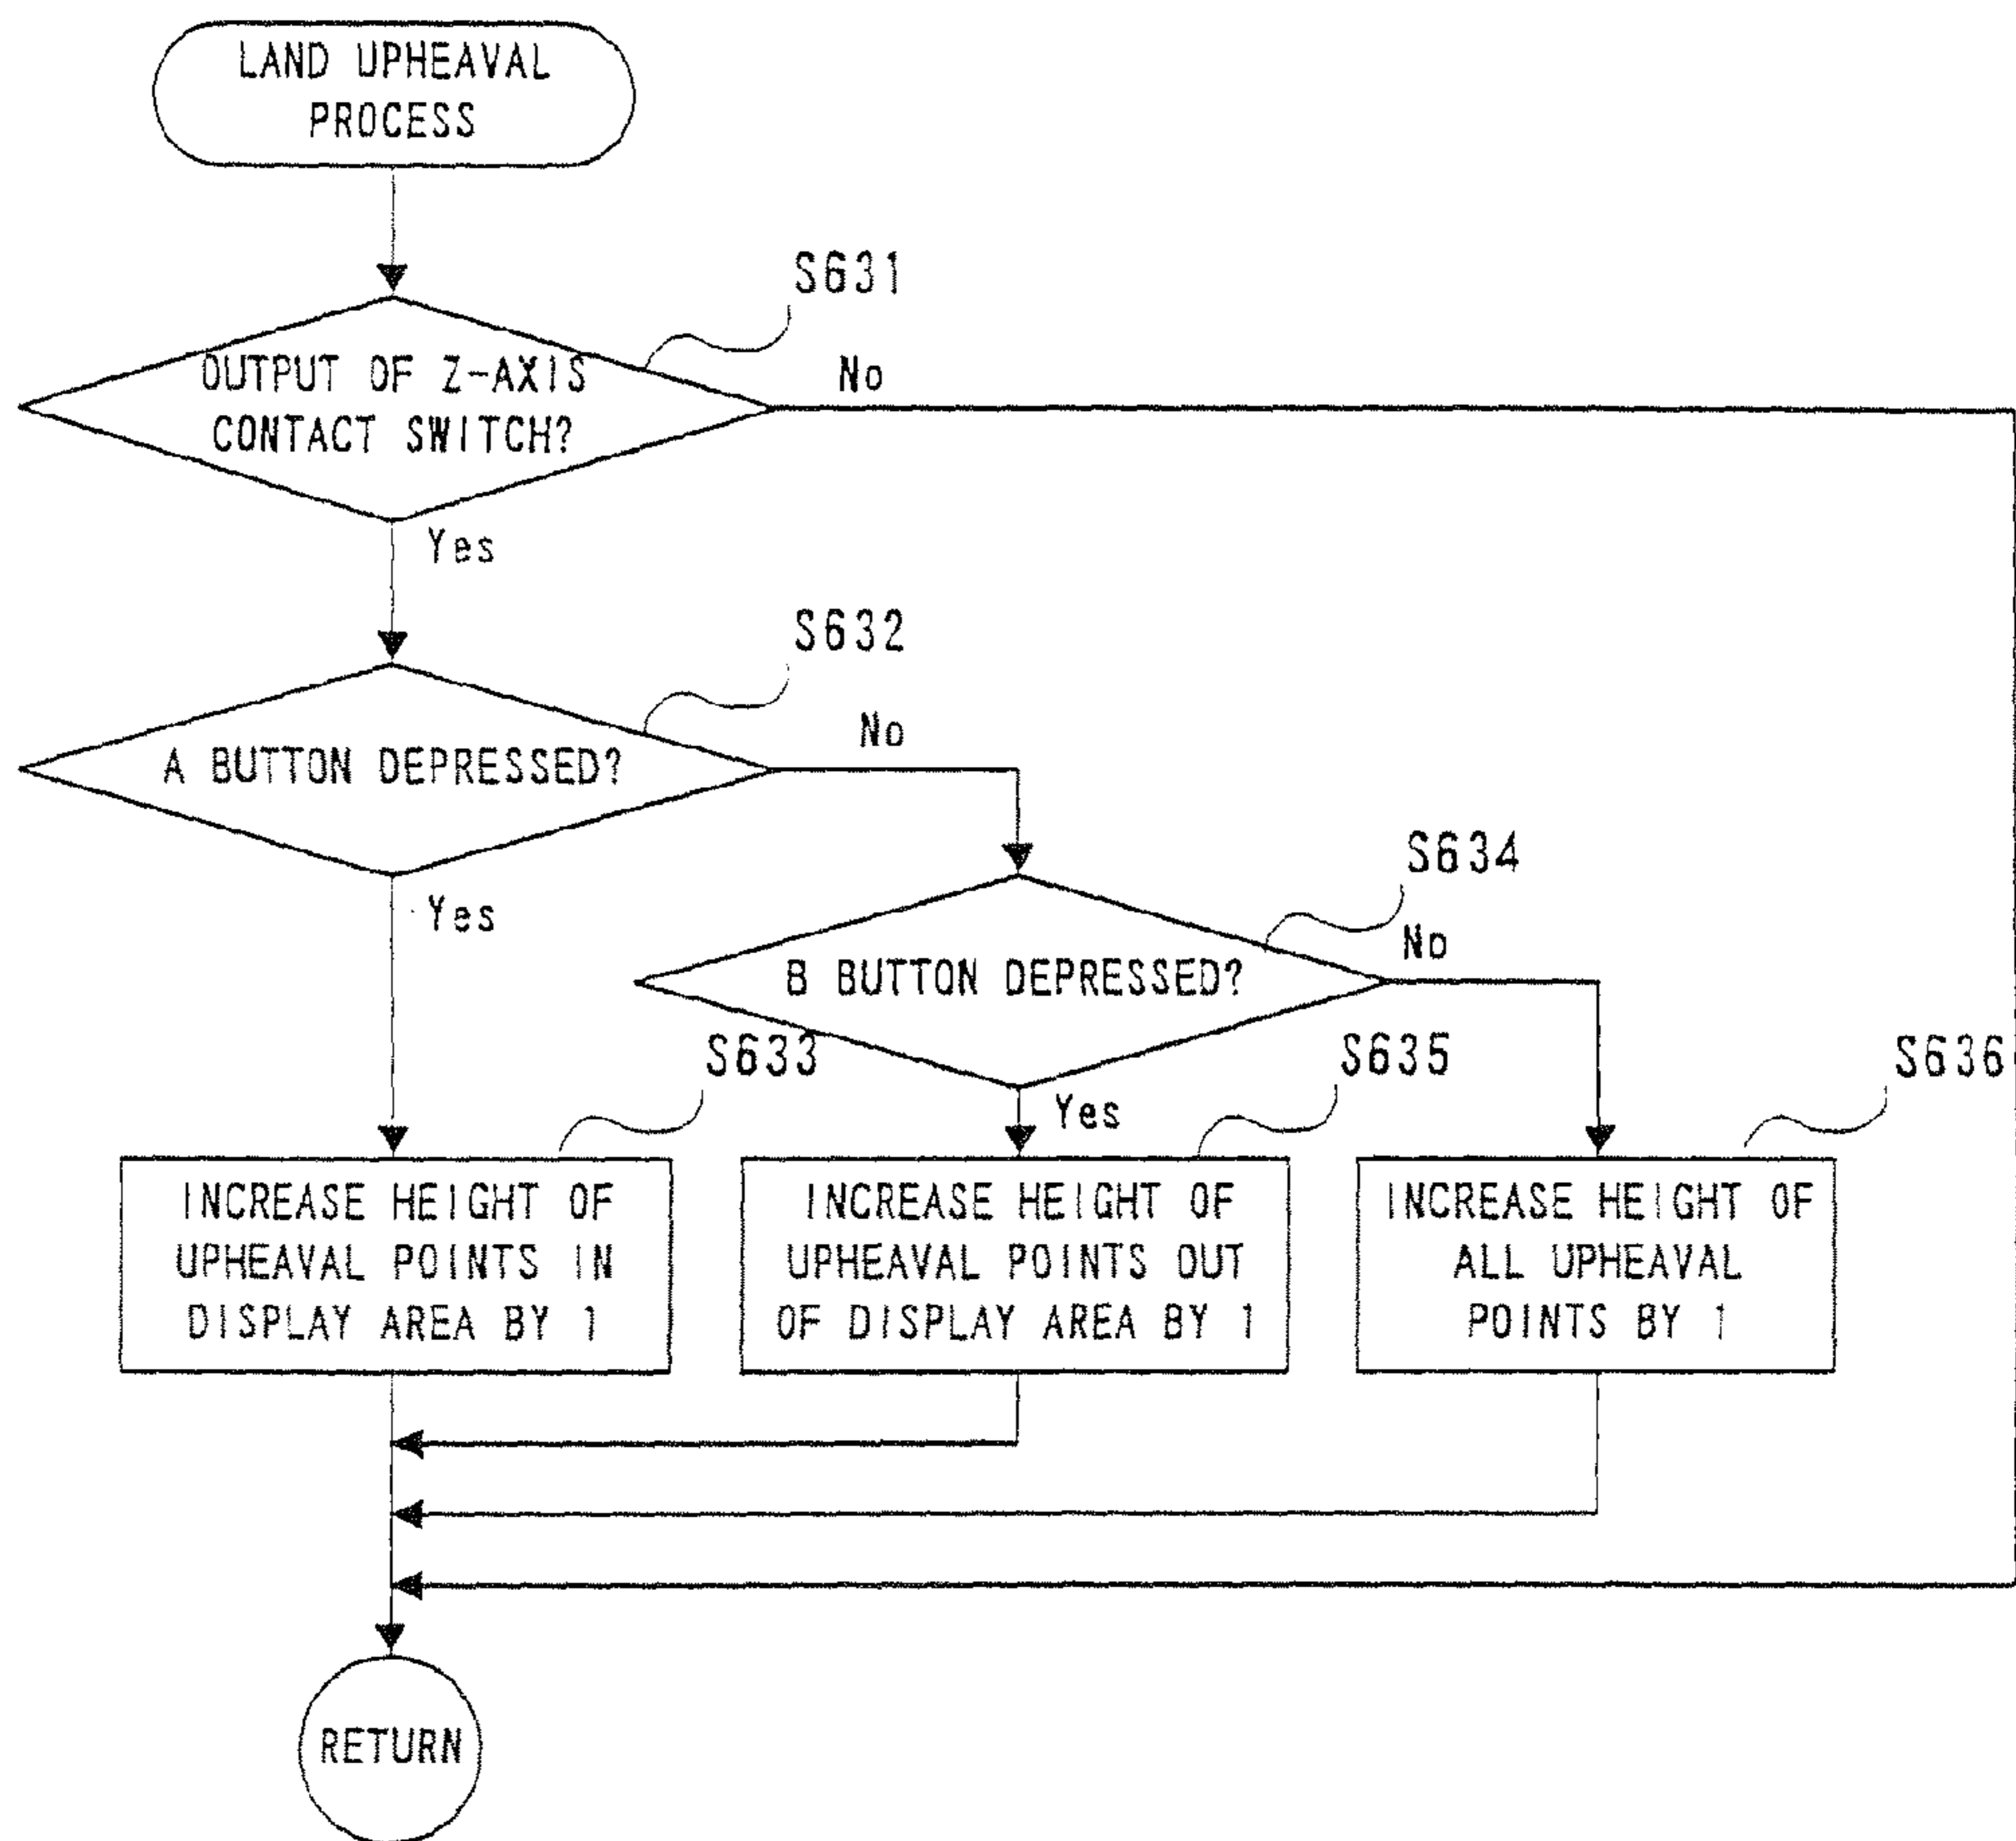 LAND UPHEAVAL
PROCESS
S631
OUTPUT OF Z-AXIS
CONTACT SWITCH?
No
Yes
S632
A BUTTON DEPRESSED?
No
Yes
S634
B BUTTON DEPRESSED?
No
Yes
S633
INCREASE HEIGHT OF
UPHEAVAL POINTS IN
DISPLAY AREA BY 1
S635
INCREASE HEIGHT OF
UPHEAVAL POINTS OUT
OF DISPLAY AREA BY 1
S636
INCREASE HEIGHT OF
ALL UPHEAVAL
POINTS BY 1
RETURN